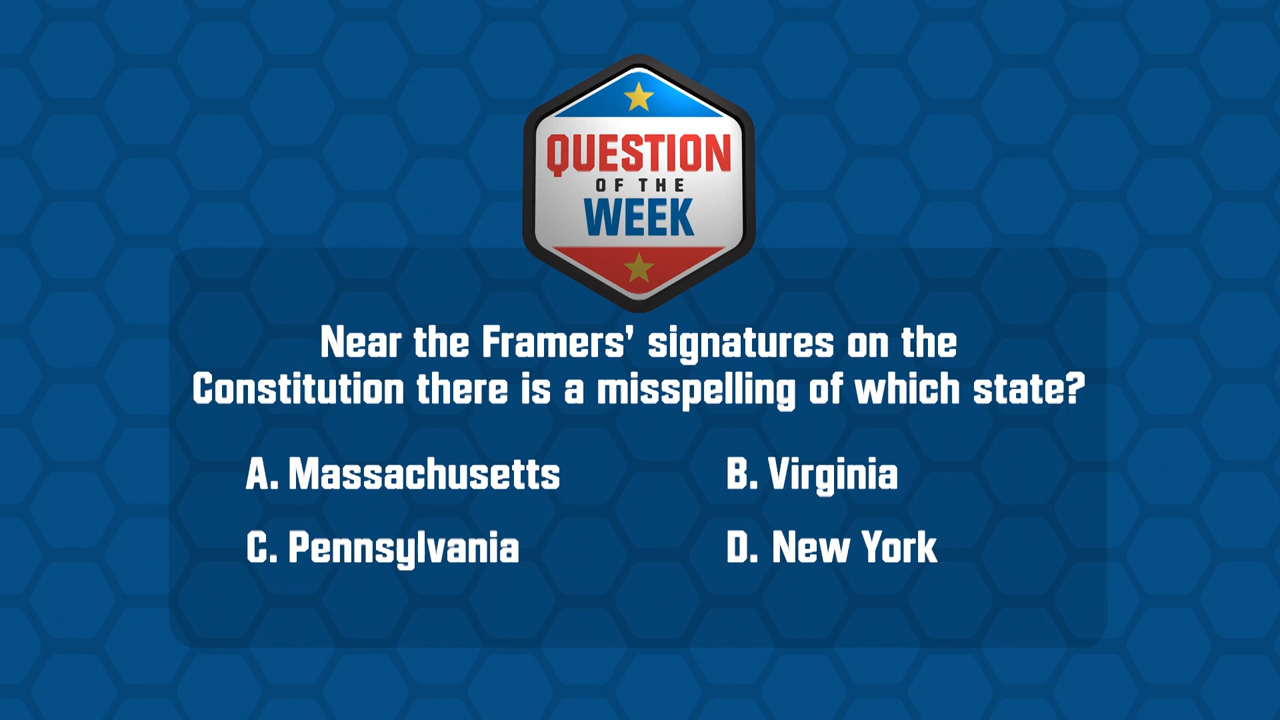 QUESTION
OF THE
WEEK
Near the Framers' signatures on the
Constitution there is a misspelling of which state?
A. Massachusetts
B. Virginia
C. Pennsylvania
D. New York